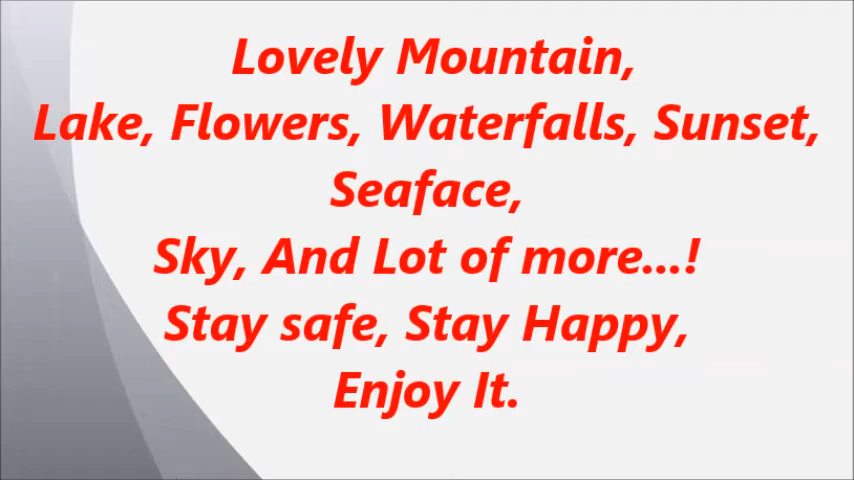 Lovely Mountain,
Lake, Flowers, Waterfalls, Sunset,
Seaface,
Sky, And Lot of more...!
Stay safe, Stay Happy,
Enjoy It.